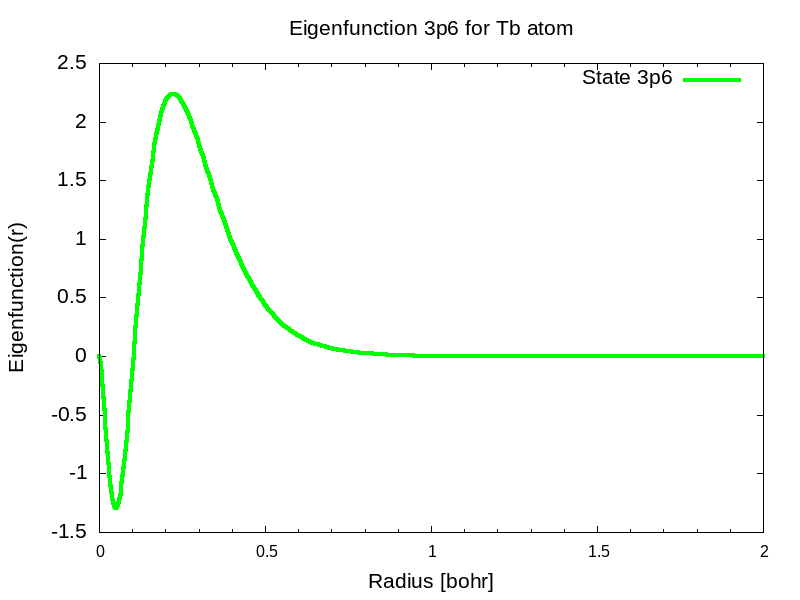 Eigenfunction 3p6 for Tb atom
State 3p6
2.5
2
1.5
1
0.5
0
-0.5
-1
-1.5
Eigenfunction(r)
0 0.5 1 1.5 2
Radius [bohr]